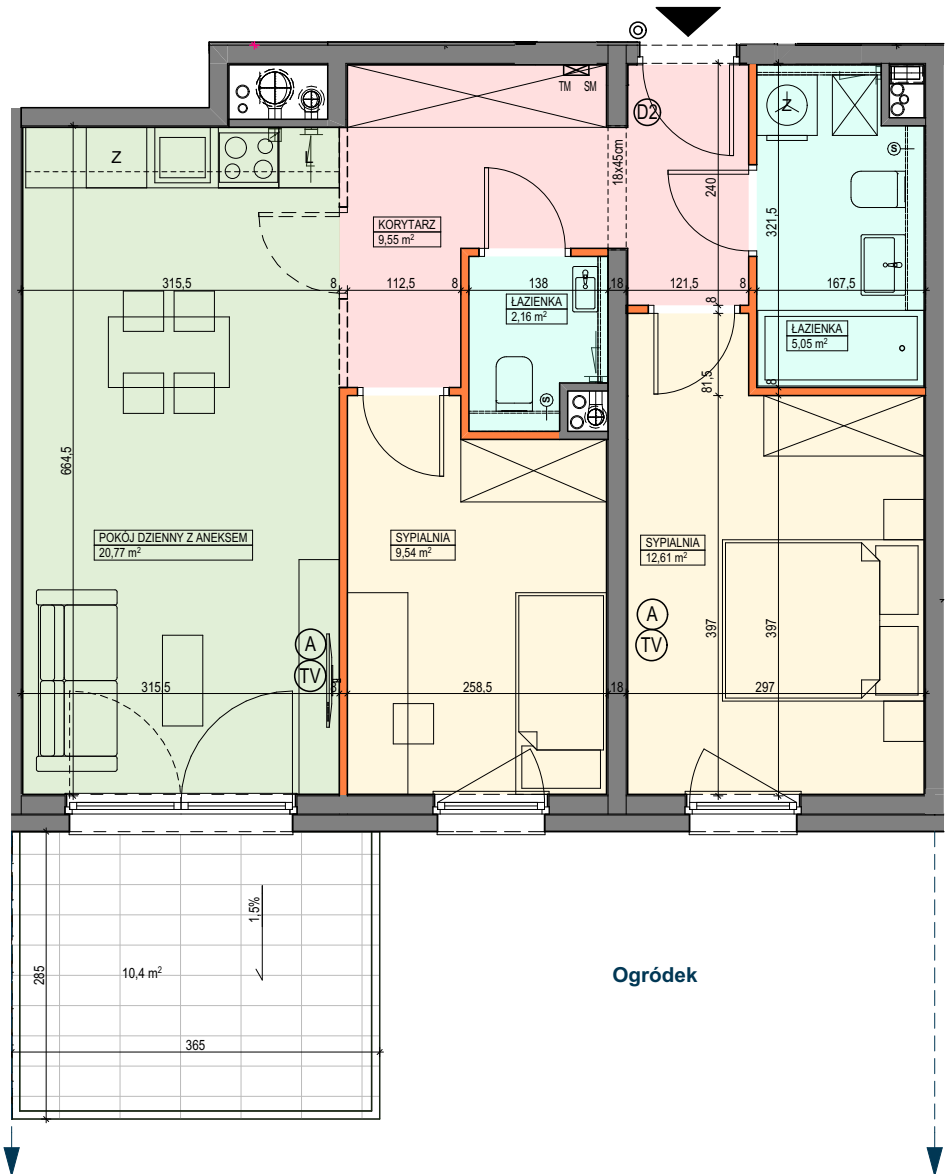 TM SM
D2
Z
L
Z
S
18x45cm
240
321,5
KORYTARZ
9,55 m²
315,5
8
112,5
8
138
18
121,5
8
167,5
ŁAZIENKA
2,16 m²
8
ŁAZIENKA
5,05 m²
81,5
8
S
664,5
POKÓJ DZIENNY Z ANEKSEM
20,77 m²
SYPIALNIA
9,54 m²
SYPIALNIA
12,61 m²
A
TV
A
TV
397
397
315,5
8
258,5
18
297
1,5%
285
10,4 m²
Ogródek
365